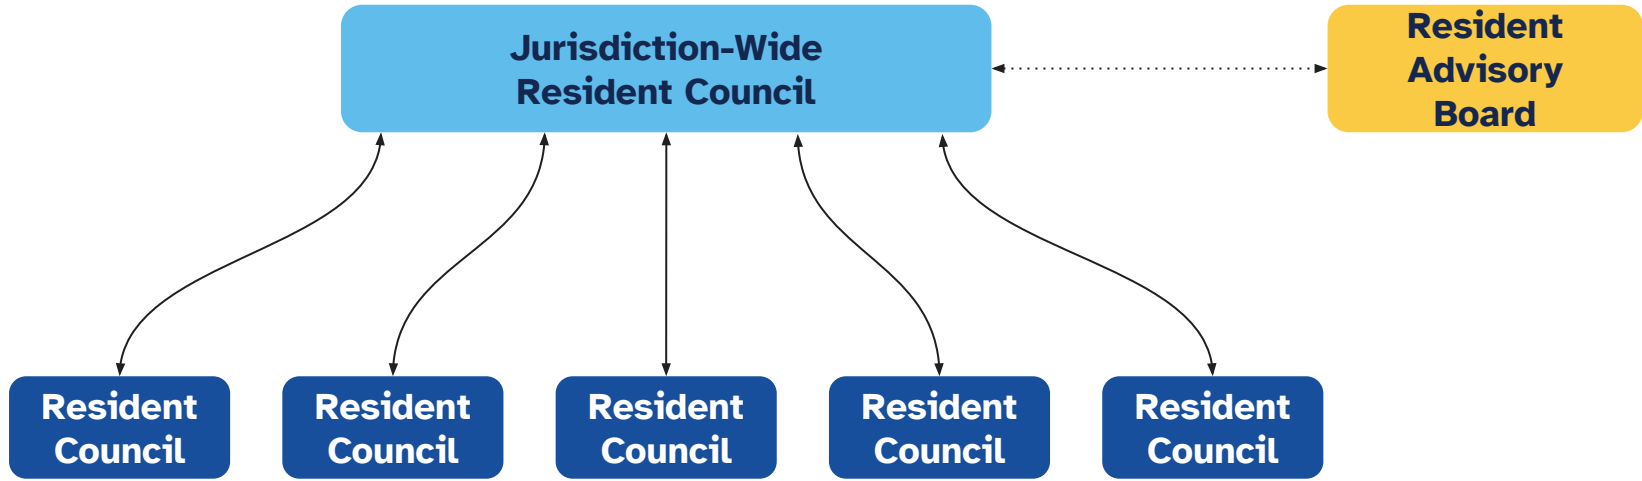 Jurisdiction-Wide
Resident Council
Resident
Advisory
Board
Resident
Council
Resident
Council
Resident
Council
Resident
Council
Resident
Council